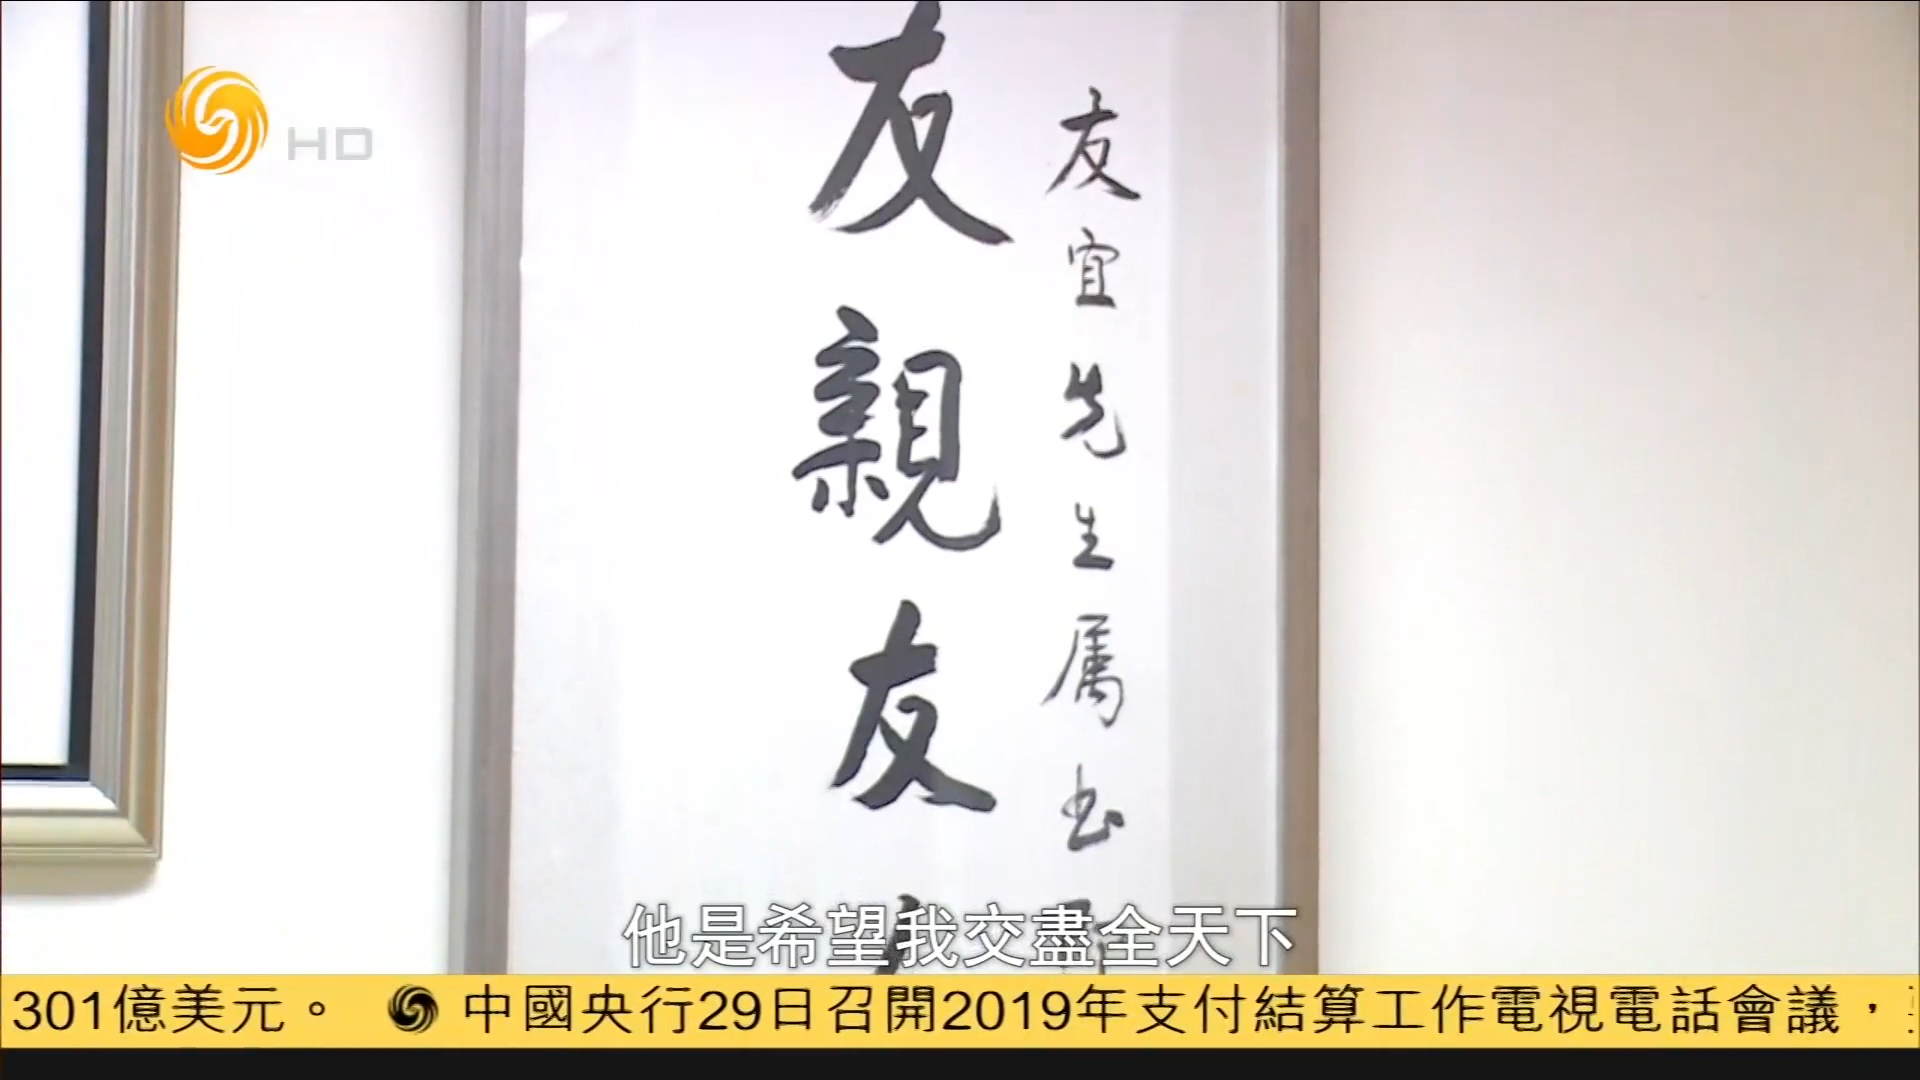 HD
友宜先生属书
友親友
他是希望我交盡全天下
301億美元。 中國央行29日召開2019年支付結算工作電視電話會議，